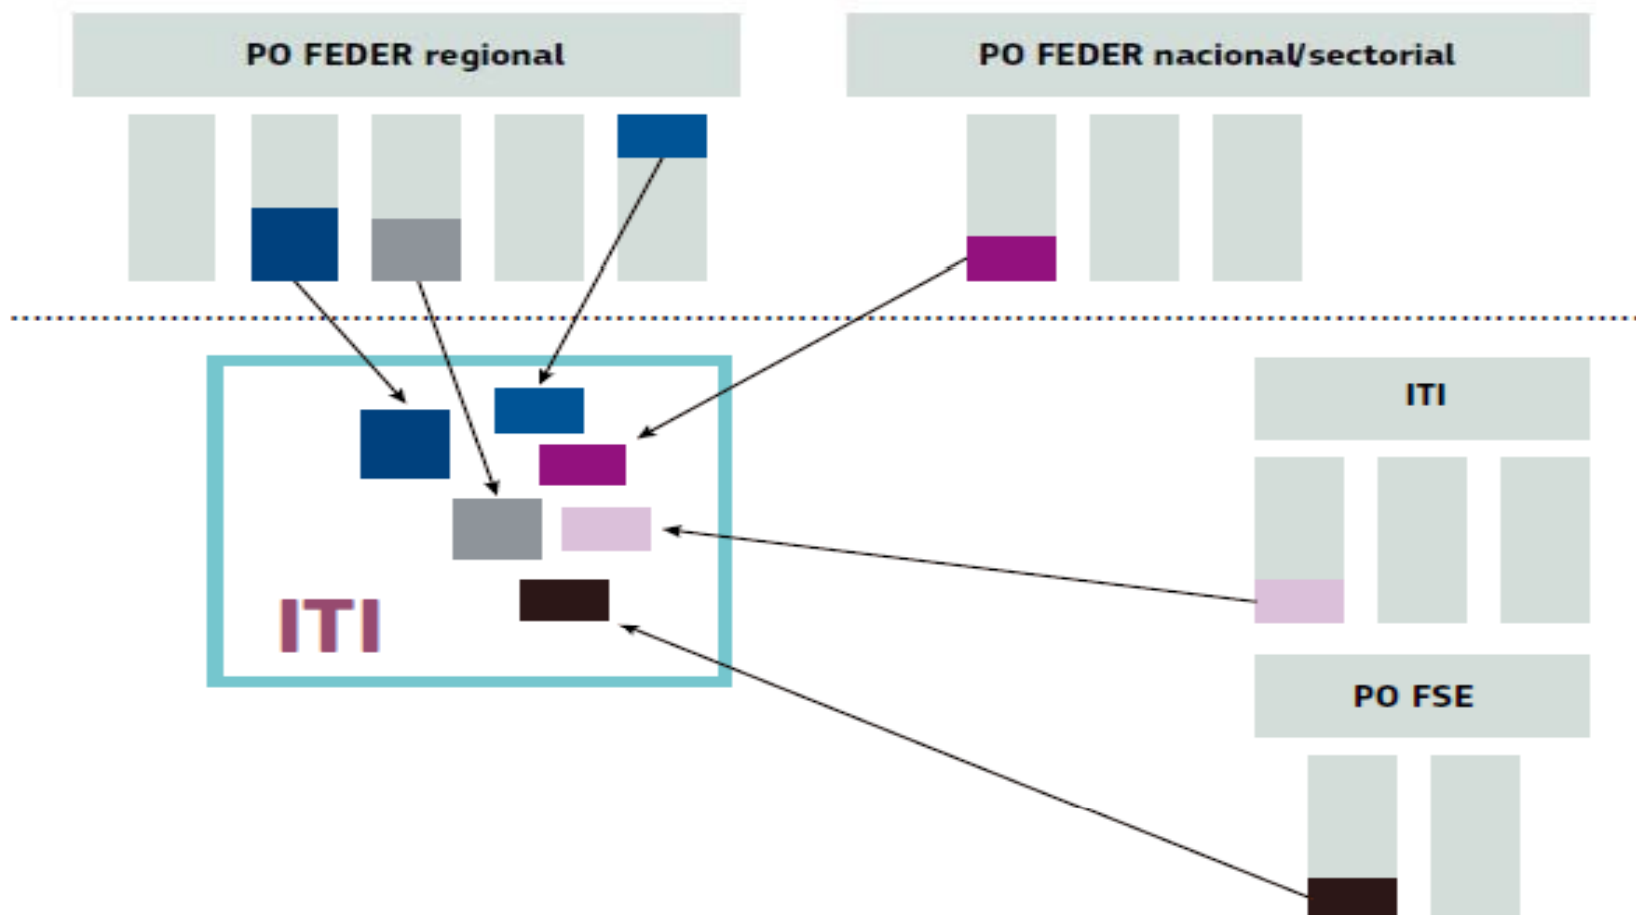 PO FEDER regional
PO FEDER nacional/sectorial
ITI
ITI
PO FSE